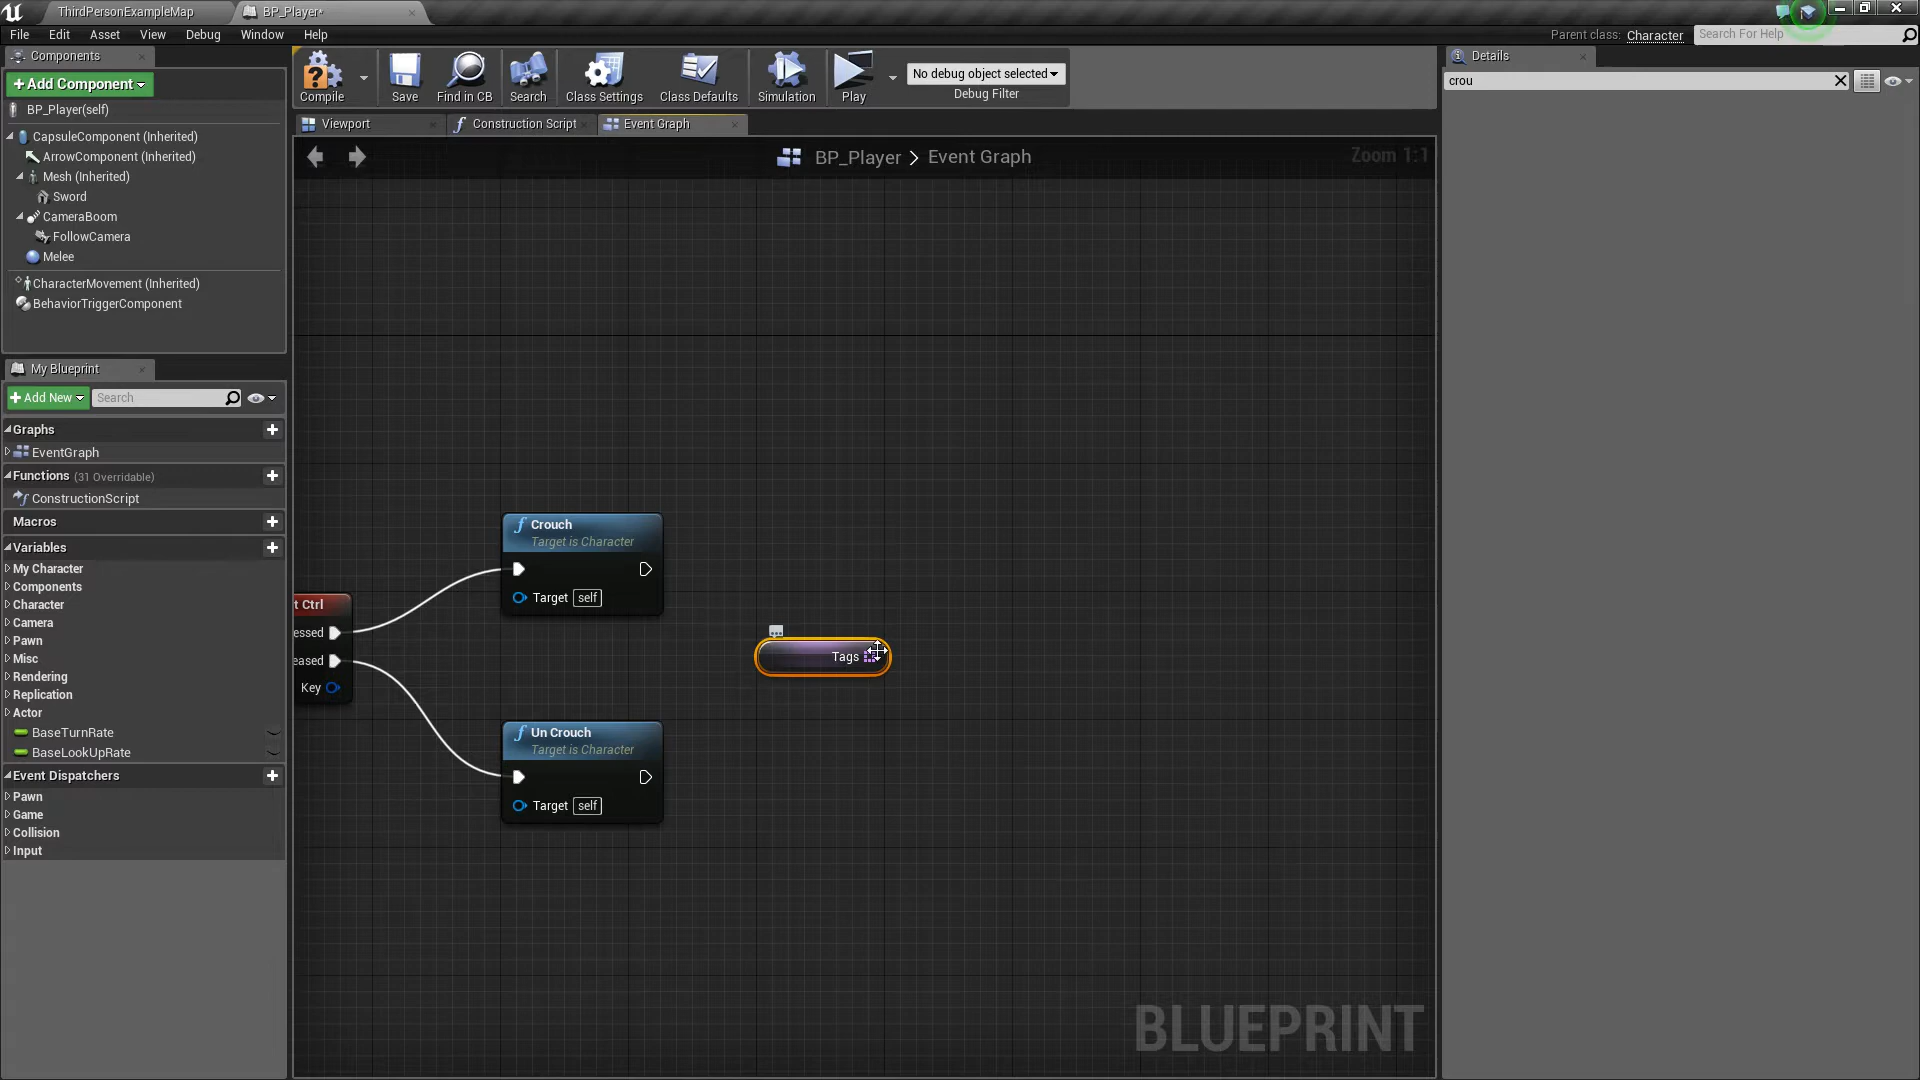 ThirdPersonExampleMap
BP_Player*
File Edit Asset View Debug Window Help
Parent class: Character
Search For Help
Components
Add Component
BP_Player(self)
CapsuleComponent (Inherited)
ArrowComponent (Inherited)
Mesh (Inherited)
Sword
CameraBoom
FollowCamera
Melee
CharacterMovement (Inherited)
BehaviorTriggerComponent
My Blueprint
Add New
Search
Graphs
EventGraph
Functions (31 Overridable)
ConstructionScript
Macros
Variables
My Character
Components
Character
Camera
Pawn
Misc
Rendering
Replication
Actor
BaseTurnRate
BaseLookUpRate
Event Dispatchers
Pawn
Game
Collision
Input
Compile
Save
Find in CB
Search
Class Settings
Class Defaults
Simulation
Play
No debug object selected
Debug Filter
Viewport
Construction Script
Event Graph
BP_Player > Event Graph
Zoom 1:1
t Ctrl
essed
eased
Key
Crouch
Target is Character
Target self
Tags
Un Crouch
Target is Character
Target self
BLUEPRINT
Details
crou